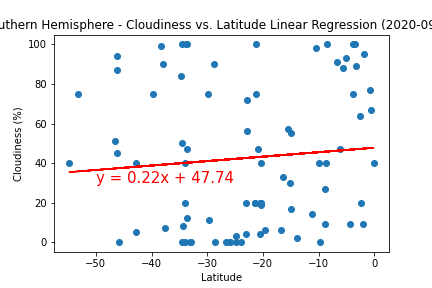 uthern Hemisphere - Cloudiness vs. Latitude Linear Regression (2020-09
100
80
60
40
20
0
Cloudiness (%)
y = 0.22x + 47.74
−50 −40 −30 −20 −10 0
Latitude